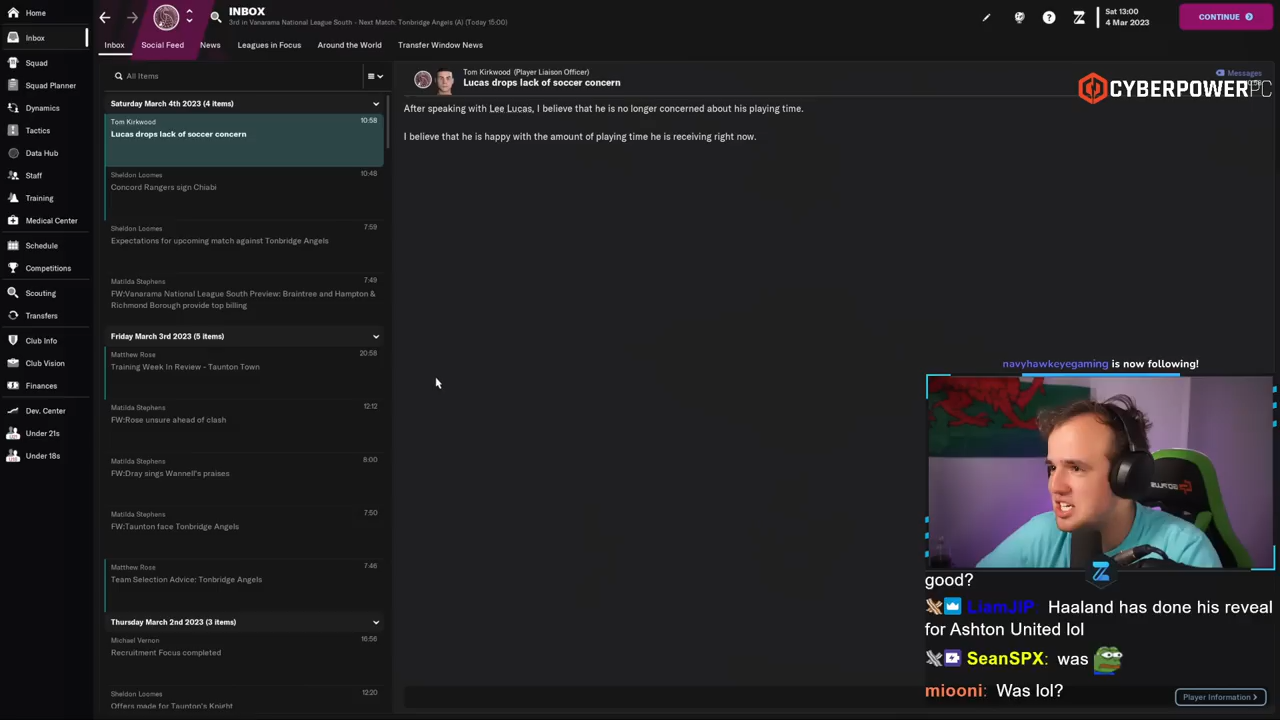 Home
Inbox
Squad
Squad Planner
Dynamics
Tactics
Data Hub
Staff
Training
Medical Center
Schedule
Competitions
Scouting
Transfers
Club Info
Club Vision
Finances
Dev. Center
Under 21s
Under 18s
INBOX
3rd in Vanarama National League South - Next Match: Tonbridge Angels (A) (Today 15:00)
Sat 13:00
4 Mar 2023
CONTINUE
Inbox
Social Feed
News
Leagues in Focus
Around the World
Transfer Window News
All Items
Saturday March 4th 2023 (4 items)
Tom Kirkwood 10:58
Lucas drops lack of soccer concern
Sheldon Loomes 10:48
Concord Rangers sign Chiabi
Sheldon Loomes 7:59
Expectations for upcoming match against Tonbridge Angels
Matilda Stephens 7:49
FW:Vanarama National League South Preview: Braintree and Hampton &
Richmond Borough provide top billing
Friday March 3rd 2023 (5 items)
Matthew Rose 20:58
Training Week In Review - Taunton Town
Matilda Stephens 12:12
FW:Rose unsure ahead of clash
Matilda Stephens 8:00
FW:Dray sings Wannell's praises
Matilda Stephens 7:50
FW:Taunton face Tonbridge Angels
Matthew Rose 7:46
Team Selection Advice: Tonbridge Angels
Thursday March 2nd 2023 (3 items)
Michael Vernon 16:56
Recruitment Focus completed
Sheldon Loomes 12:20
Offers made for Taunton's Knight
Tom Kirkwood (Player Liaison Officer)
Lucas drops lack of soccer concern
Messages
After speaking with Lee Lucas, I believe that he is no longer concerned about his playing time.
I believe that he is happy with the amount of playing time he is receiving right now.
CYBERPOWERPC
navyhawkeyegaming is now following!
good?
LiamJIP Haaland has done his reveal
for Ashton United lol
SeanSPX: was
miooni: Was lol?
Player Information >